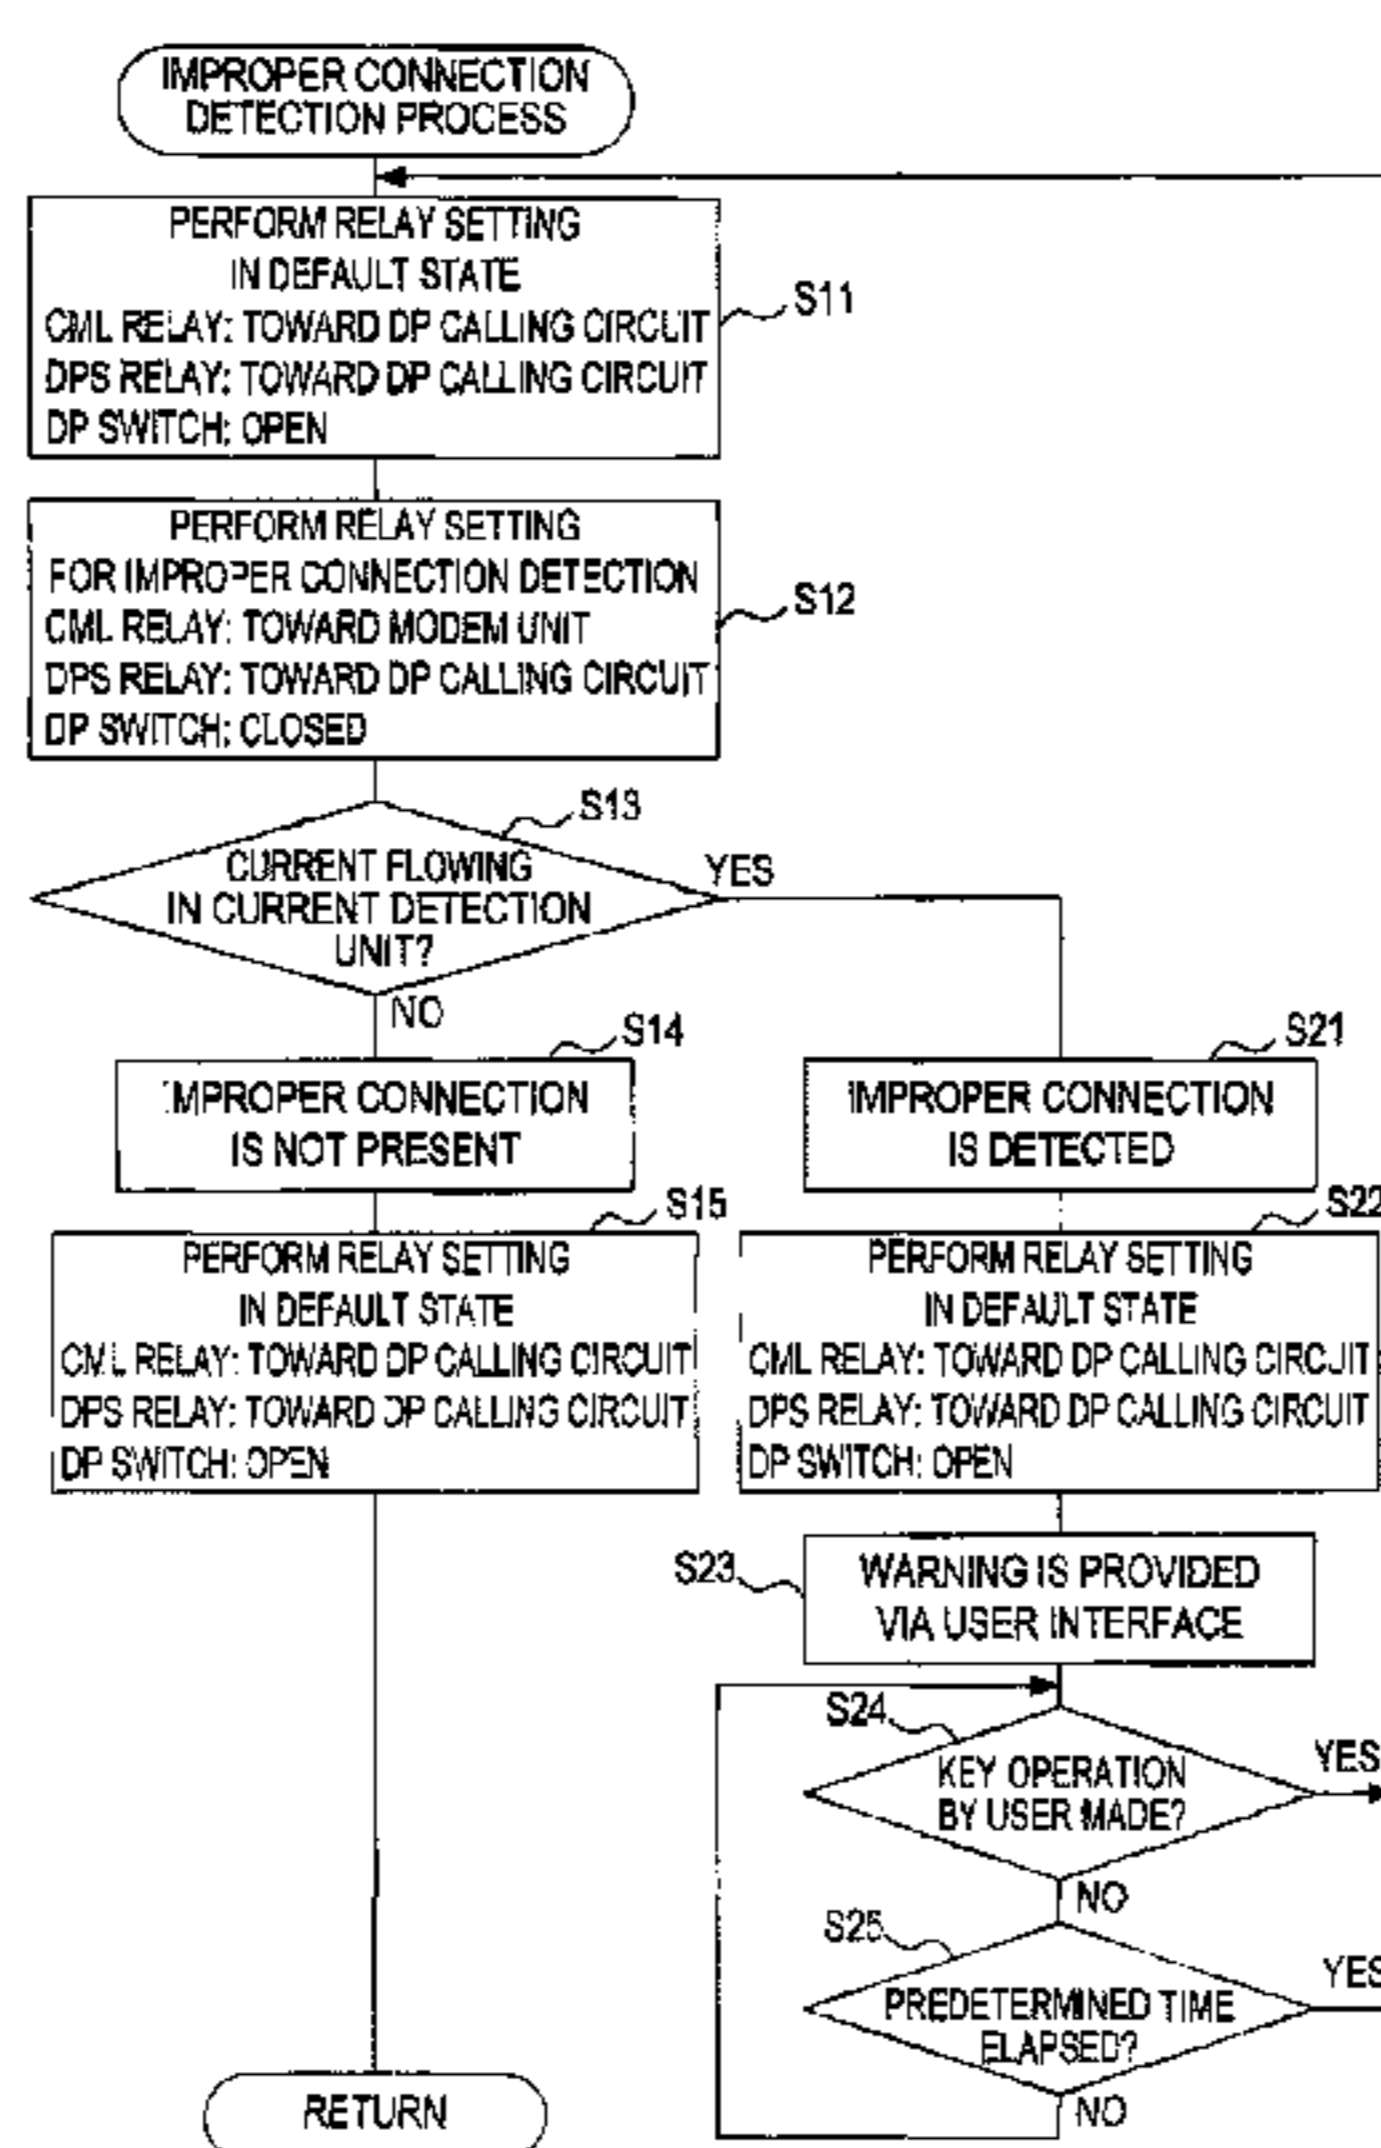 IMPROPER CONNECTION
DETECTION PROCESS
PERFORM RELAY SETTING
IN DEFAULT STATE
CML RELAY: TOWARD DP CALLING CIRCUIT
DPS RELAY: TOWARD DP CALLING CIRCUIT
DP SWITCH: OPEN
S11
PERFORM RELAY SETTING
FOR IMPROPER CONNECTION DETECTION
CML RELAY: TOWARD MODEM UNIT
DPS RELAY: TOWARD DP CALLING CIRCUIT
DP SWITCH: CLOSED
S12
S13
CURRENT FLOWING
IN CURRENT DETECTION
UNIT?
YES
NO
S14
IMPROPER CONNECTION
IS NOT PRESENT
S21
IMPROPER CONNECTION
IS DETECTED
S15
PERFORM RELAY SETTING
IN DEFAULT STATE
CML RELAY: TOWARD DP CALLING CIRCUIT
DPS RELAY: TOWARD DP CALLING CIRCUIT
DP SWITCH: OPEN
S22
PERFORM RELAY SETTING
IN DEFAULT STATE
CML RELAY: TOWARD DP CALLING CIRCUIT
DPS RELAY: TOWARD DP CALLING CIRCUIT
DP SWITCH: OPEN
S23
WARNING IS PROVIDED
VIA USER INTERFACE
S24
KEY OPERATION
BY USER MADE?
YES
NO
S25
PREDETERMINED TIME
ELAPSED?
YES
NO
RETURN